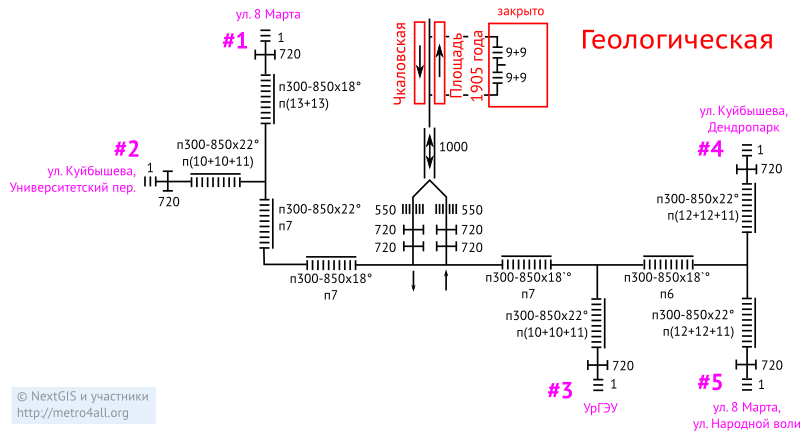 закрыто
Геологическая
Чкаловская
Площадь
1905 года
9+9
9+9
ул. 8 Марта
#1
1
720
п300-850x18°
п(13+13)
#2
ул. Куйбышева,
Университетский пер.
1
720
п300-850x22°
п(10+10+11)
п300-850x22°
п7
п300-850x18°
п7
1000
550
550
720
720
720
720
п300-850x18`°
п7
п300-850x18`°
п6
п300-850x22°
п(10+10+11)
720
1
#3
УрГЭУ
ул. Куйбышева,
Дендропарк
#4
1
720
п300-850x22°
п(12+12+11)
п300-850x22°
п(12+12+11)
720
1
#5
ул. 8 Марта,
ул. Народной воли
© NextGIS и участники
http://metro4all.org